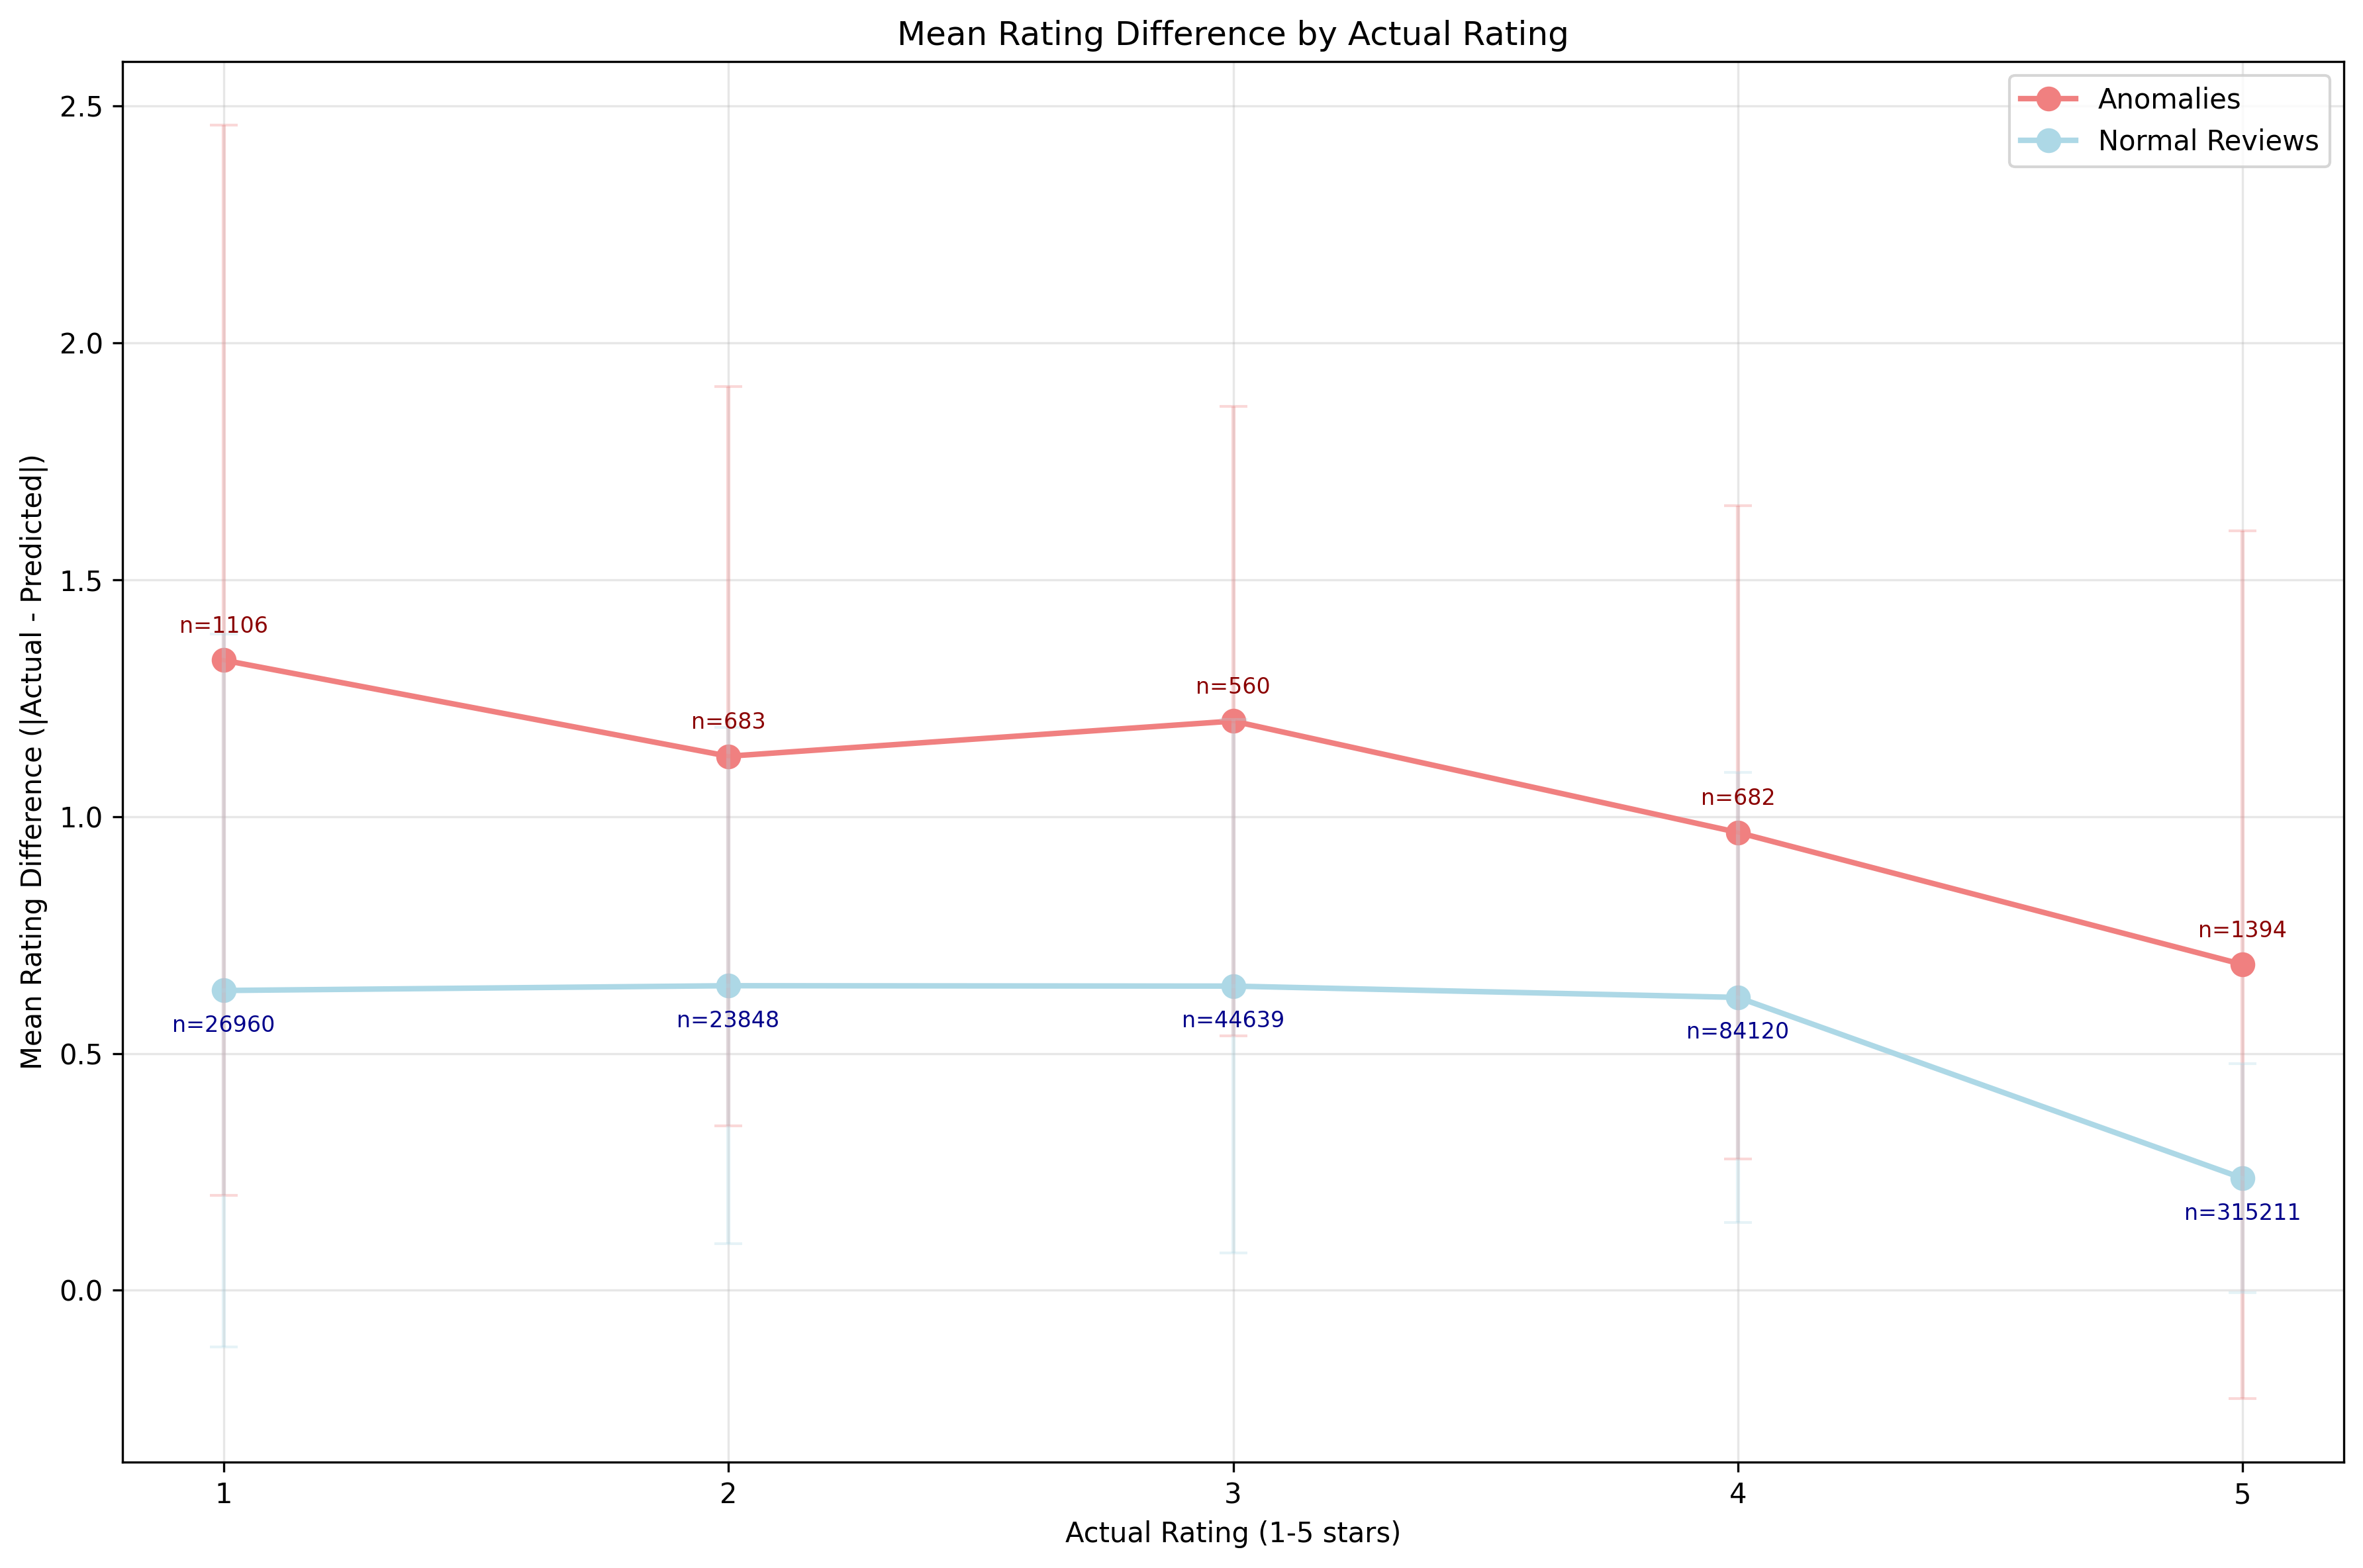 Mean Rating Difference by Actual Rating
Anomalies
Normal Reviews
Mean Rating Difference (|Actual - Predicted|)
2.5
2.0
1.5
1.0
0.5
0.0
n=1106
n=683
n=560
n=682
n=1394
n=26960
n=23848
n=44639
n=84120
n=315211
1
2
3
4
5
Actual Rating (1-5 stars)